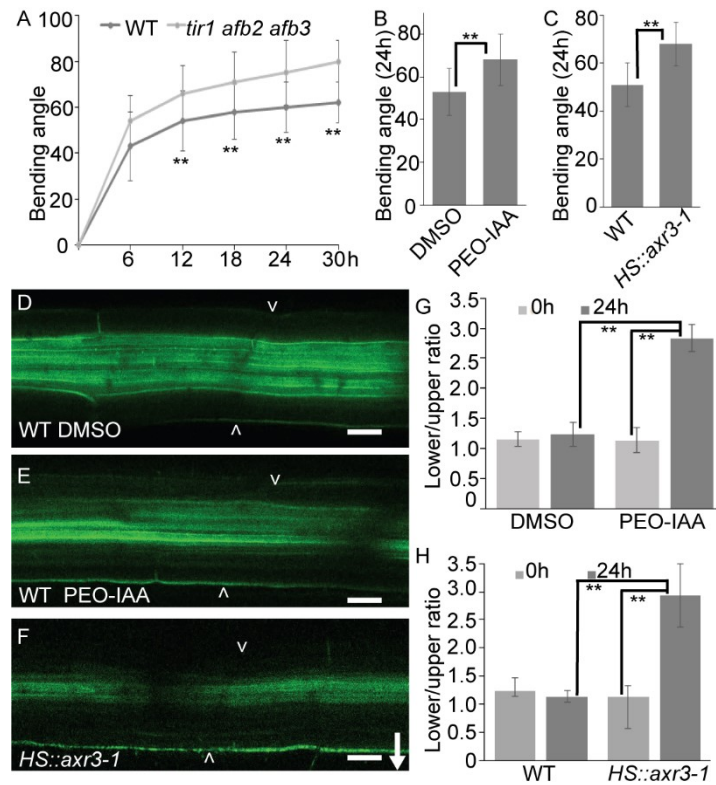 A
WT tir1 afb2 afb3
Bending angle
100
80
60
40
20
0
** ** ** **
6 12 18 24 30h
B
Bending angle (24h)
80
60
40
20
0
**
DMSO PEO-IAA
C
Bending angle (24h)
80
60
40
20
0
**
WT HS::axr3-1
D
v
^
WT DMSO
E
v
^
WT PEO-IAA
F
v
^
HS::axr3-1
G
0h 24h
Lower/upper ratio
3.5
3.0
2.5
2.0
1.5
1.0
0.5
0
** **
DMSO PEO-IAA
H
0h 24h
Lower/upper ratio
3.5
3.0
2.5
2.0
1.5
1.0
0.5
0
** **
WT HS::axr3-1